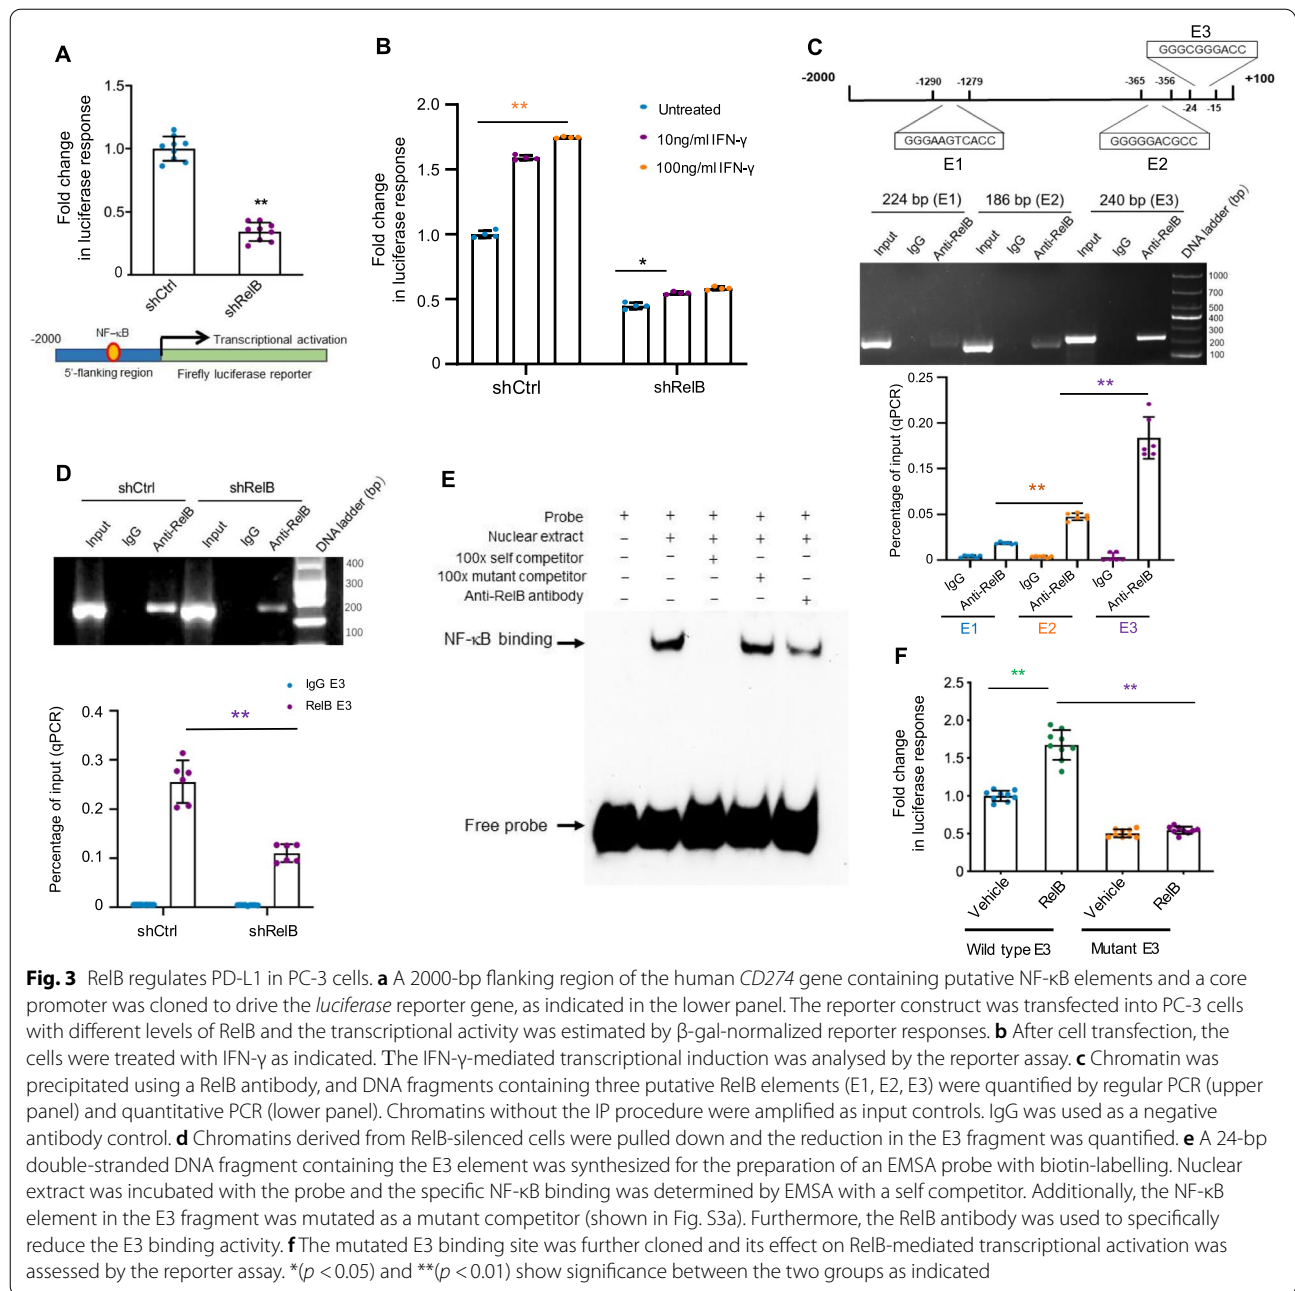 A
Fold change
in luciferase response
1.5
1.0
0.5
0
**
shCtrl
shRelB
-2000
NF–κB
Transcriptional activation
5'-flanking region
Firefly luciferase reporter
B
Fold change
in luciferase response
2.0
1.5
1.0
0.5
0
**
*
Untreated
10ng/ml IFN-γ
100ng/ml IFN-γ
shCtrl
shRelB
C
E3
GGGCGGGACC
-2000
-1290
-1279
-365
-356
+100
-24
-15
GGGAAGTCACC
GGGGGACGCC
E1
E2
224 bp (E1)
186 bp (E2)
240 bp (E3)
Input
IgG
Anti-RelB
Input
IgG
Anti-RelB
Input
IgG
Anti-RelB
DNA ladder (bp)
1000
700
500
400
300
200
100
Percentage of input (qPCR)
0.25
0.20
0.15
0.05
0
**
**
IgG
Anti-RelB
IgG
Anti-RelB
IgG
Anti-RelB
E1
E2
E3
D
shCtrl
shRelB
Input
IgG
Anti-RelB
Input
IgG
Anti-RelB
DNA ladder (bp)
400
300
200
100
IgG E3
RelB E3
Percentage of input (qPCR)
0.4
0.3
0.2
0.1
0
**
shCtrl
shRelB
E
Probe + + + + +
Nuclear extract – + + + +
100x self competitor – – + – –
100x mutant competitor – – – + –
Anti-RelB antibody – – – – +
NF-κB binding
Free probe
F
Fold change
in luciferase response
2.5
2.0
1.5
1.0
0.5
0
**
**
Vehicle
RelB
Vehicle
RelB
Wild type E3
Mutant E3
Fig. 3 RelB regulates PD-L1 in PC-3 cells. a A 2000-bp flanking region of the human CD274 gene containing putative NF-κB elements and a core
promoter was cloned to drive the luciferase reporter gene, as indicated in the lower panel. The reporter construct was transfected into PC-3 cells
with different levels of RelB and the transcriptional activity was estimated by β-gal-normalized reporter responses. b After cell transfection, the
cells were treated with IFN-γ as indicated. The IFN-γ-mediated transcriptional induction was analysed by the reporter assay. c Chromatin was
precipitated using a RelB antibody, and DNA fragments containing three putative RelB elements (E1, E2, E3) were quantified by regular PCR (upper
panel) and quantitative PCR (lower panel). Chromatins without the IP procedure were amplified as input controls. IgG was used as a negative
antibody control. d Chromatins derived from RelB-silenced cells were pulled down and the reduction in the E3 fragment was quantified. e A 24-bp
double-stranded DNA fragment containing the E3 element was synthesized for the preparation of an EMSA probe with biotin-labelling. Nuclear
extract was incubated with the probe and the specific NF-κB binding was determined by EMSA with a self competitor. Additionally, the NF-κB
element in the E3 fragment was mutated as a mutant competitor (shown in Fig. S3a). Furthermore, the RelB antibody was used to specifically
reduce the E3 binding activity. f The mutated E3 binding site was further cloned and its effect on RelB-mediated transcriptional activation was
assessed by the reporter assay. *(p < 0.05) and **(p < 0.01) show significance between the two groups as indicated